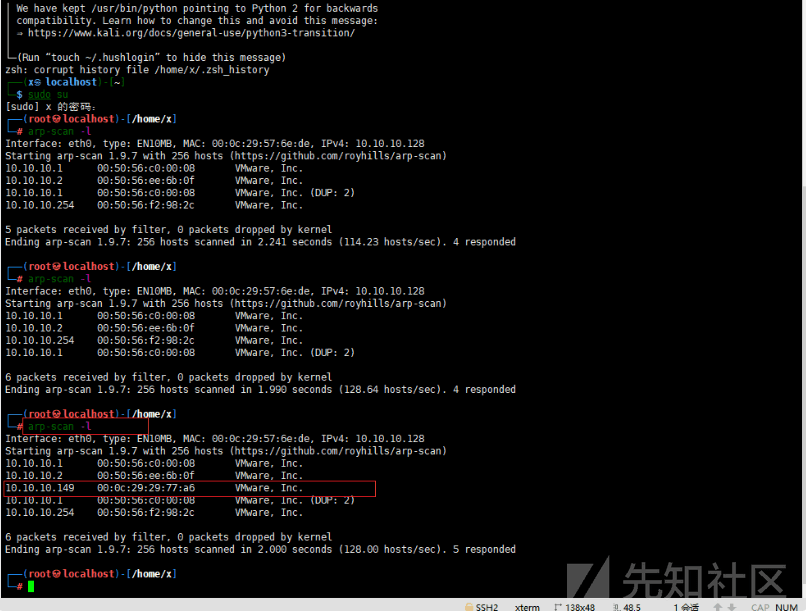 We have kept /usr/bin/python pointing to Python 2 for backwards
compatibility. Learn how to change this and avoid this message:
⇒ https://www.kali.org/docs/general-use/python3-transition/
(Run “touch ~/.hushlogin” to hide this message)
zsh: corrupt history file /home/x/.zsh_history
(x㉿localhost)-[~]
$ sudo su
[sudo] x 的密码：
(root㉿localhost)-[/home/x]
# arp-scan -l
Interface: eth0, type: EN10MB, MAC: 00:0c:29:57:6e:de, IPv4: 10.10.10.128
Starting arp-scan 1.9.7 with 256 hosts (https://github.com/royhills/arp-scan)
10.10.10.1 00:50:56:c0:00:08 VMware, Inc.
10.10.10.2 00:50:56:ee:6b:0f VMware, Inc.
10.10.10.1 00:50:56:c0:00:08 VMware, Inc. (DUP: 2)
10.10.10.254 00:50:56:f2:98:2c VMware, Inc.
5 packets received by filter, 0 packets dropped by kernel
Ending arp-scan 1.9.7: 256 hosts scanned in 2.241 seconds (114.23 hosts/sec). 4 responded
(root㉿localhost)-[/home/x]
# arp-scan -l
Interface: eth0, type: EN10MB, MAC: 00:0c:29:57:6e:de, IPv4: 10.10.10.128
Starting arp-scan 1.9.7 with 256 hosts (https://github.com/royhills/arp-scan)
10.10.10.1 00:50:56:c0:00:08 VMware, Inc.
10.10.10.2 00:50:56:ee:6b:0f VMware, Inc.
10.10.10.254 00:50:56:f2:98:2c VMware, Inc.
10.10.10.1 00:50:56:c0:00:08 VMware, Inc. (DUP: 2)
6 packets received by filter, 0 packets dropped by kernel
Ending arp-scan 1.9.7: 256 hosts scanned in 1.990 seconds (128.64 hosts/sec). 4 responded
(root㉿localhost)-[/home/x]
# arp-scan -l
Interface: eth0, type: EN10MB, MAC: 00:0c:29:57:6e:de, IPv4: 10.10.10.128
Starting arp-scan 1.9.7 with 256 hosts (https://github.com/royhills/arp-scan)
10.10.10.1 00:50:56:c0:00:08 VMware, Inc.
10.10.10.2 00:50:56:ee:6b:0f VMware, Inc.
10.10.10.149 00:0c:29:29:77:a6 VMware, Inc.
10.10.10.1 00:50:56:c0:00:08 VMware, Inc. (DUP: 2)
10.10.10.254 00:50:56:f2:98:2c VMware, Inc.
6 packets received by filter, 0 packets dropped by kernel
Ending arp-scan 1.9.7: 256 hosts scanned in 2.000 seconds (128.00 hosts/sec). 5 responded
(root㉿localhost)-[/home/x]
#
先知社区
SSH2 xterm 138x48 48,5 1 会话 CAP NUM